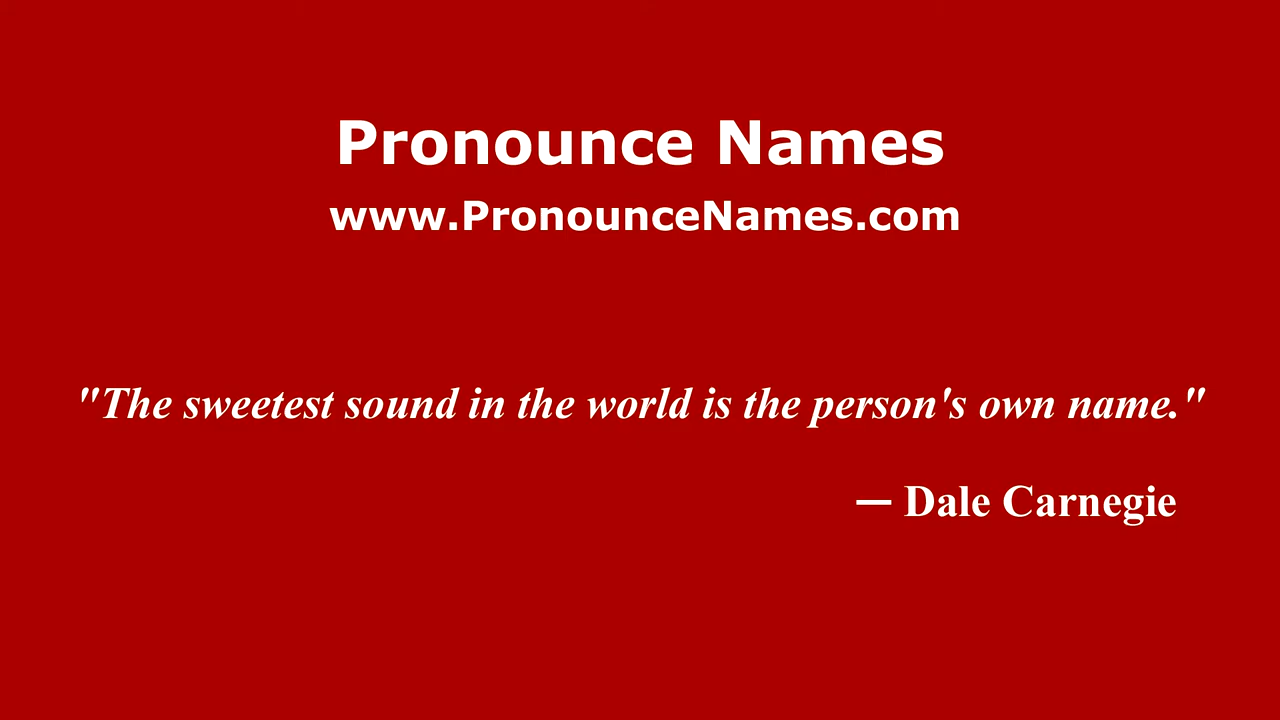 Pronounce Names
www.PronounceNames.com
"The sweetest sound in the world is the person's own name."
— Dale Carnegie